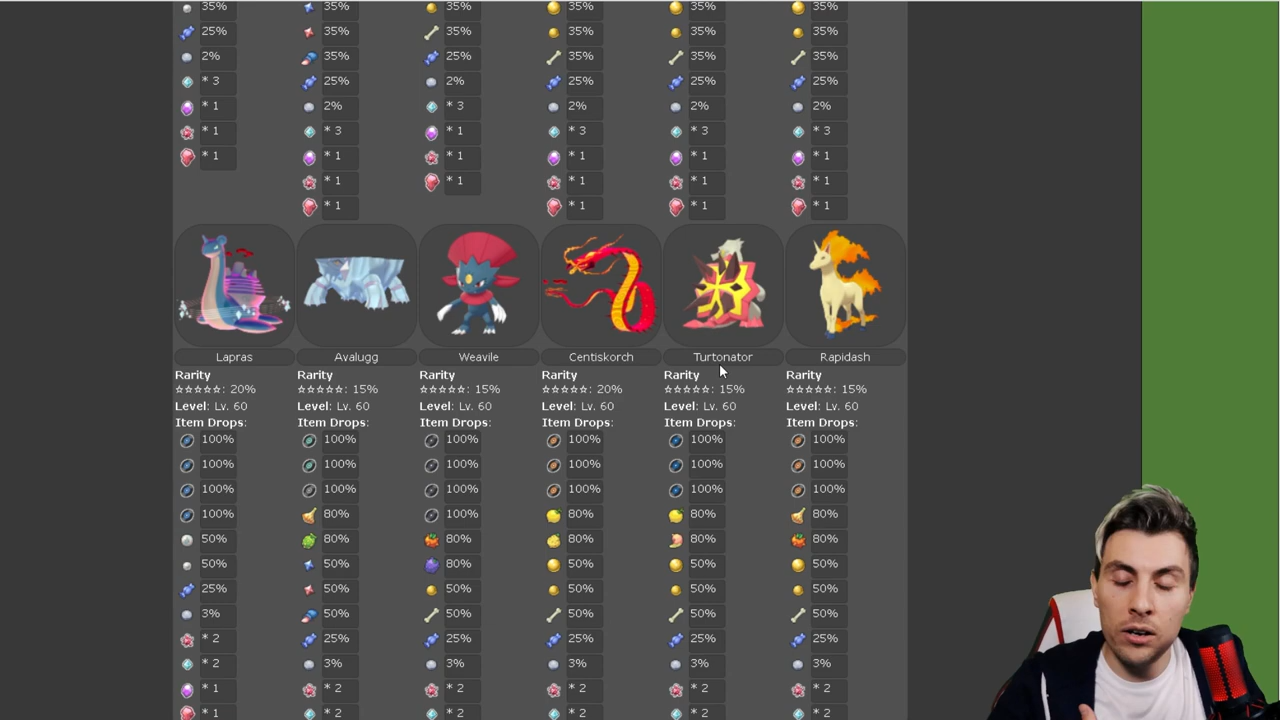 35% 35% 35% 35% 35% 35%
25% 35% 35% 35% 35% 35%
2% 35% 25% 35% 35% 35%
* 3 25% 2% 25% 25% 25%
* 1 2% * 3 2% 2% 2%
* 1 * 3 * 1 * 3 * 3 * 3
* 1 * 1 * 1 * 1 * 1 * 1
* 1 * 1 * 1 * 1 * 1
* 1 * 1 * 1 * 1
Lapras Avalugg Weavile Centiskorch Turtonator Rapidash
Rarity Rarity Rarity Rarity Rarity Rarity
☆☆☆☆☆: 20% ☆☆☆☆☆: 15% ☆☆☆☆☆: 15% ☆☆☆☆☆: 20% ☆☆☆☆☆: 15% ☆☆☆☆☆: 15%
Level: Lv. 60 Level: Lv. 60 Level: Lv. 60 Level: Lv. 60 Level: Lv. 60 Level: Lv. 60
Item Drops: Item Drops: Item Drops: Item Drops: Item Drops: Item Drops:
100% 100% 100% 100% 100% 100%
100% 100% 100% 100% 100% 100%
100% 100% 100% 100% 100% 100%
100% 80% 100% 80% 80% 80%
50% 80% 80% 80% 80% 80%
50% 50% 80% 50% 50% 50%
25% 50% 50% 50% 50% 50%
3% 50% 50% 50% 50% 50%
* 2 25% 25% 25% 25% 25%
* 2 3% 3% 3% 3% 3%
* 1 * 2 * 2 * 2 * 2 * 2
* 1 * 2 * 2 * 2 * 2 * 2